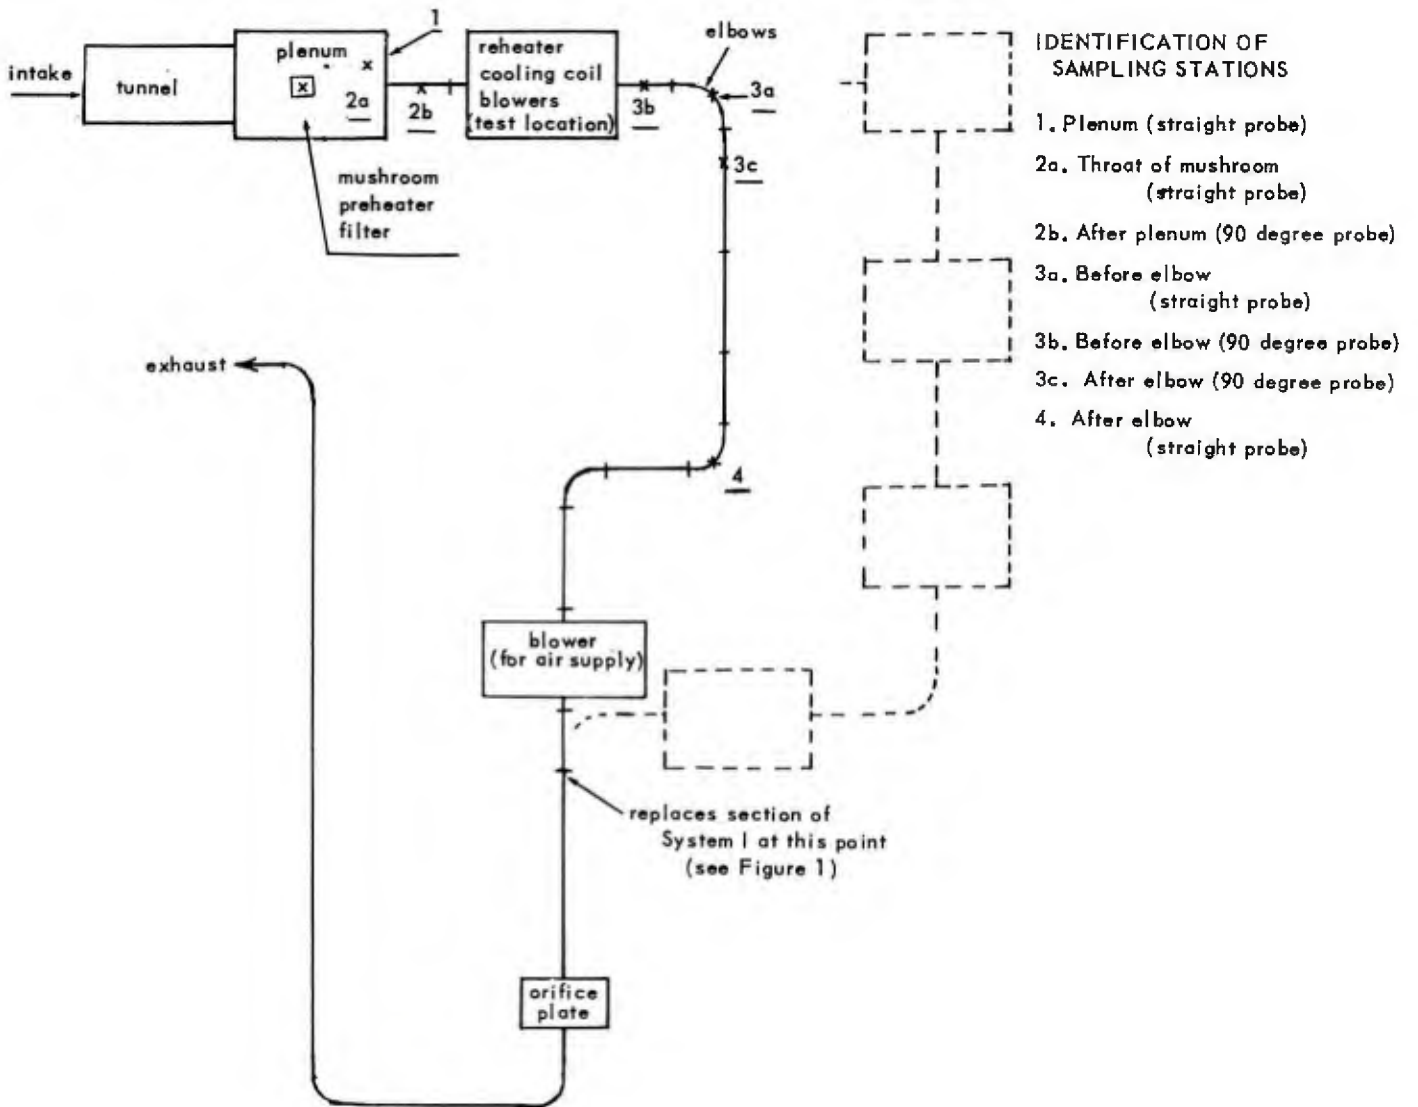 1
elbows
intake
tunnel
plenum
x
x
2a
2b
reheater
cooling coil
blowers
(test location)
3b
3a
3c
mushroom
preheater
filter
exhaust
4
blower
(for air supply)
replaces section of
System I at this point
(see Figure 1)
orifice
plate
IDENTIFICATION OF
SAMPLING STATIONS
1. Plenum (straight probe)
2a. Throat of mushroom
(straight probe)
2b. After plenum (90 degree probe)
3a. Before elbow
(straight probe)
3b. Before elbow (90 degree probe)
3c. After elbow (90 degree probe)
4. After elbow
(straight probe)